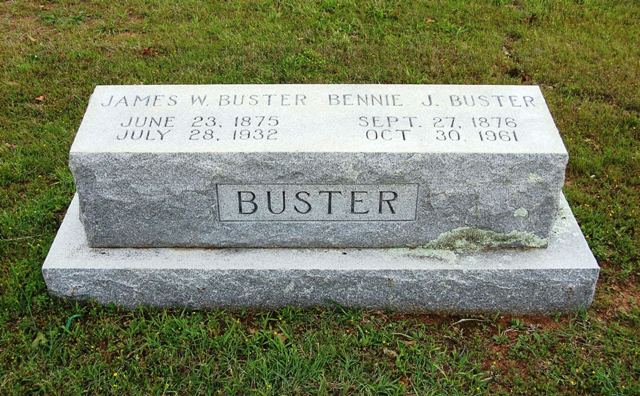 JAMES W. BUSTER
JUNE 23, 1875
JULY 28, 1932
BENNIE J. BUSTER
SEPT. 27, 1876
OCT 30, 1961
BUSTER